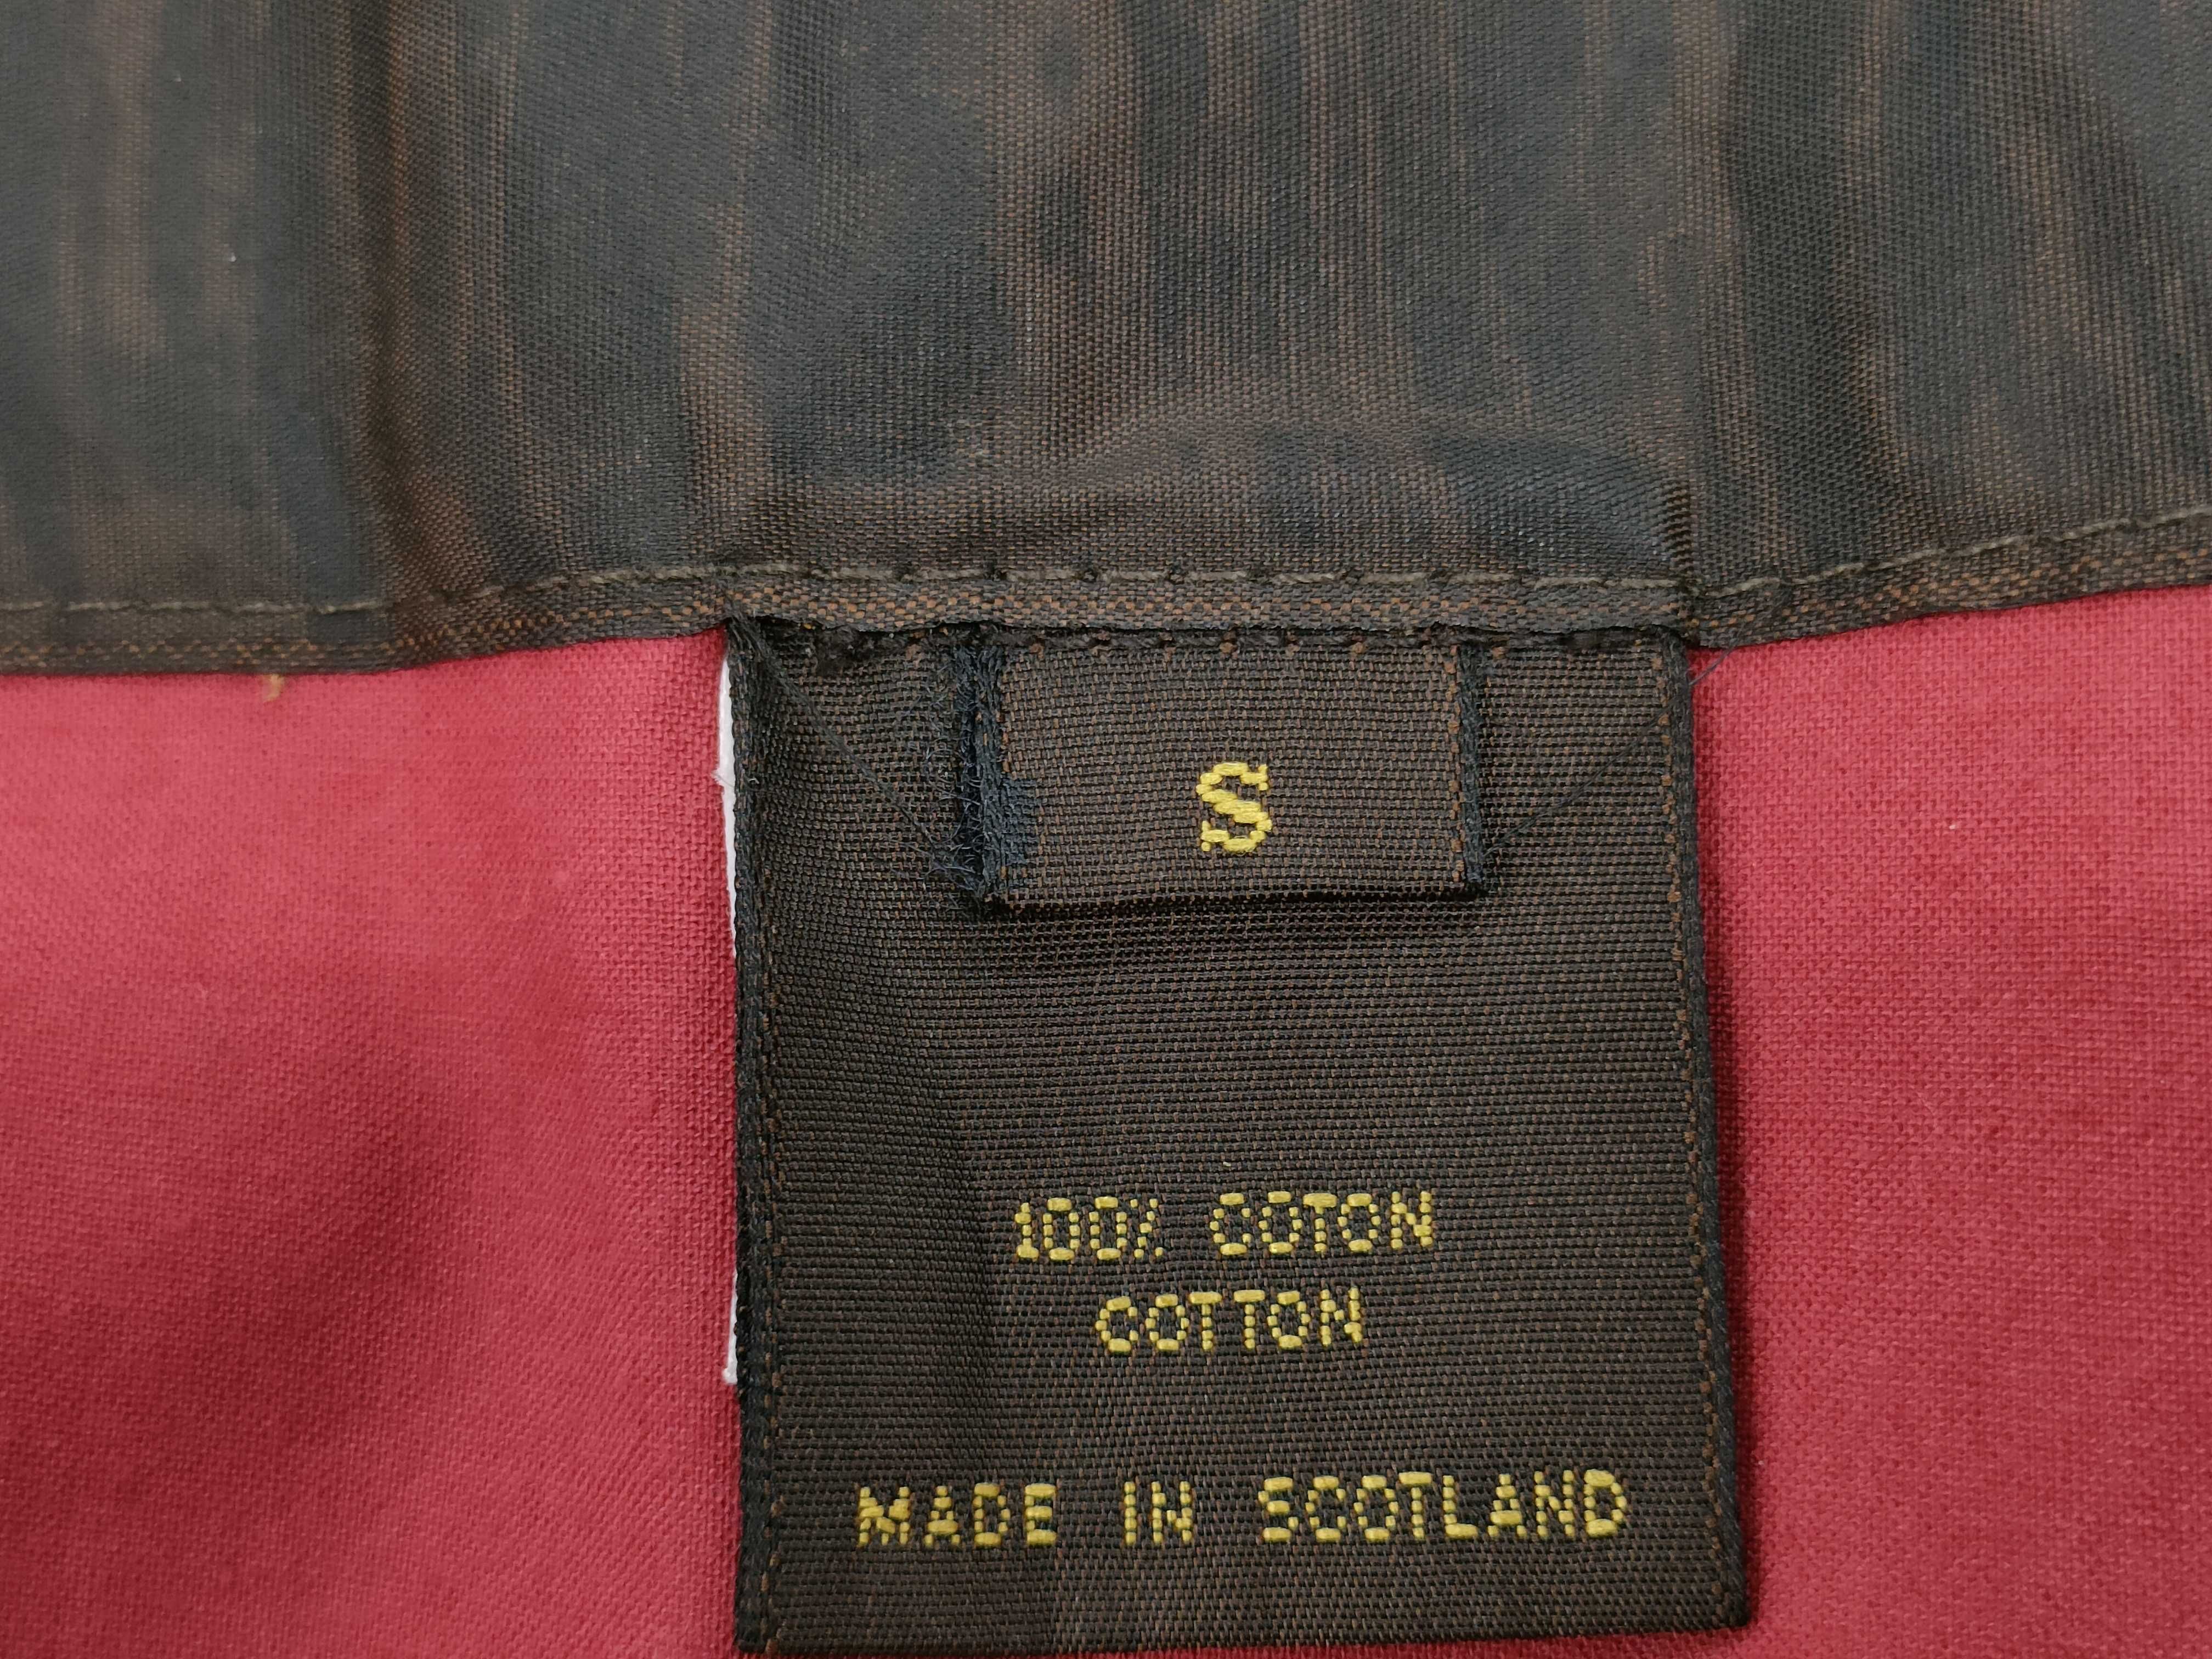 S
100% COTON
COTTON
MADE IN SCOTLAND